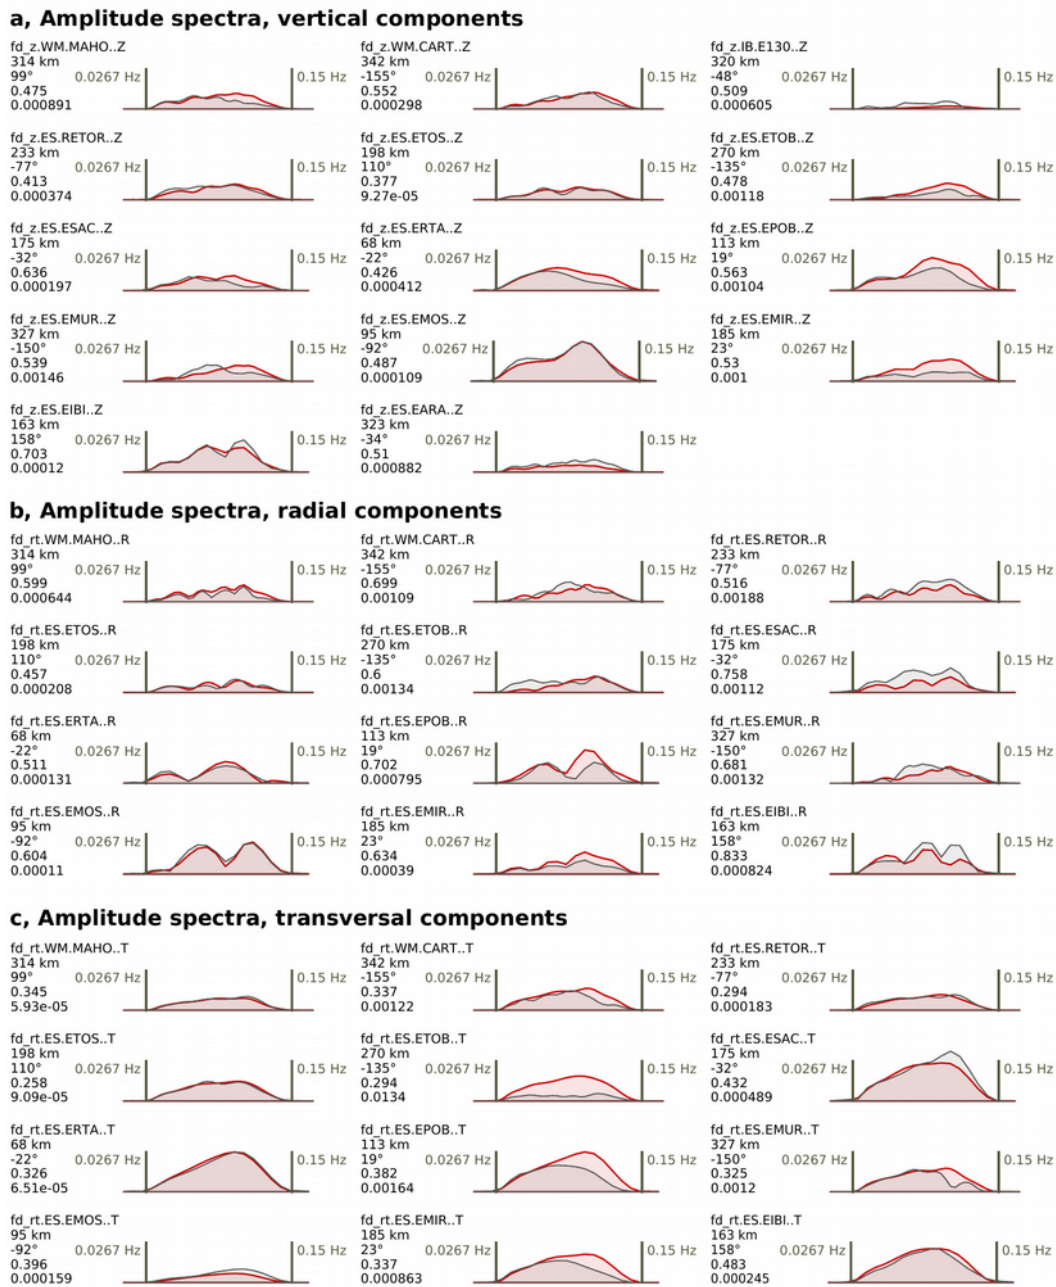 a, Amplitude spectra, vertical components
fd_z.WM.MAHO..Z
314 km
99°
0.475
0.000891
0.0267 Hz
0.15 Hz
fd_z.WM.CART..Z
342 km
-155°
0.552
0.000298
0.0267 Hz
0.15 Hz
fd_z.IB.E130..Z
320 km
-48°
0.509
0.000605
0.0267 Hz
0.15 Hz
fd_z.ES.RETOR..Z
233 km
-77°
0.413
0.000374
0.0267 Hz
0.15 Hz
fd_z.ES.ETOS..Z
198 km
110°
0.377
9.27e-05
0.0267 Hz
0.15 Hz
fd_z.ES.ETOB..Z
270 km
-135°
0.478
0.00118
0.0267 Hz
0.15 Hz
fd_z.ES.ESAC..Z
175 km
-32°
0.636
0.000197
0.0267 Hz
0.15 Hz
fd_z.ES.ERTA..Z
68 km
-22°
0.426
0.000412
0.0267 Hz
0.15 Hz
fd_z.ES.EPOB..Z
113 km
19°
0.563
0.00104
0.0267 Hz
0.15 Hz
fd_z.ES.EMUR..Z
327 km
-150°
0.539
0.00146
0.0267 Hz
0.15 Hz
fd_z.ES.EMOS..Z
95 km
-92°
0.487
0.000109
0.0267 Hz
0.15 Hz
fd_z.ES.EMIR..Z
185 km
23°
0.53
0.001
0.0267 Hz
0.15 Hz
fd_z.ES.EIBI..Z
163 km
158°
0.703
0.00012
0.0267 Hz
0.15 Hz
fd_z.ES.EARA..Z
323 km
-34°
0.51
0.000882
0.0267 Hz
0.15 Hz
b, Amplitude spectra, radial components
fd_rt.WM.MAHO..R
314 km
99°
0.599
0.000644
0.0267 Hz
0.15 Hz
fd_rt.WM.CART..R
342 km
-155°
0.699
0.00109
0.0267 Hz
0.15 Hz
fd_rt.ES.RETOR..R
233 km
-77°
0.516
0.00188
0.0267 Hz
0.15 Hz
fd_rt.ES.ETOS..R
198 km
110°
0.457
0.000208
0.0267 Hz
0.15 Hz
fd_rt.ES.ETOB..R
270 km
-135°
0.6
0.00134
0.0267 Hz
0.15 Hz
fd_rt.ES.ESAC..R
175 km
-32°
0.758
0.00112
0.0267 Hz
0.15 Hz
fd_rt.ES.ERTA..R
68 km
-22°
0.511
0.000131
0.0267 Hz
0.15 Hz
fd_rt.ES.EPOB..R
113 km
19°
0.702
0.000795
0.0267 Hz
0.15 Hz
fd_rt.ES.EMUR..R
327 km
-150°
0.681
0.00132
0.0267 Hz
0.15 Hz
fd_rt.ES.EMOS..R
95 km
-92°
0.604
0.00011
0.0267 Hz
0.15 Hz
fd_rt.ES.EMIR..R
185 km
23°
0.634
0.00039
0.0267 Hz
0.15 Hz
fd_rt.ES.EIBI..R
163 km
158°
0.833
0.000824
0.0267 Hz
0.15 Hz
c, Amplitude spectra, transversal components
fd_rt.WM.MAHO..T
314 km
99°
0.345
5.93e-05
0.0267 Hz
0.15 Hz
fd_rt.WM.CART..T
342 km
-155°
0.337
0.00122
0.0267 Hz
0.15 Hz
fd_rt.ES.RETOR..T
233 km
-77°
0.294
0.000183
0.0267 Hz
0.15 Hz
fd_rt.ES.ETOS..T
198 km
110°
0.258
9.09e-05
0.0267 Hz
0.15 Hz
fd_rt.ES.ETOB..T
270 km
-135°
0.294
0.0134
0.0267 Hz
0.15 Hz
fd_rt.ES.ESAC..T
175 km
-32°
0.432
0.000489
0.0267 Hz
0.15 Hz
fd_rt.ES.ERTA..T
68 km
-22°
0.326
6.51e-05
0.0267 Hz
0.15 Hz
fd_rt.ES.EPOB..T
113 km
19°
0.382
0.00164
0.0267 Hz
0.15 Hz
fd_rt.ES.EMUR..T
327 km
-150°
0.325
0.0012
0.0267 Hz
0.15 Hz
fd_rt.ES.EMOS..T
95 km
-92°
0.396
0.000159
0.0267 Hz
0.15 Hz
fd_rt.ES.EMIR..T
185 km
23°
0.337
0.000863
0.0267 Hz
0.15 Hz
fd_rt.ES.EIBI..T
163 km
158°
0.483
0.000245
0.0267 Hz
0.15 Hz